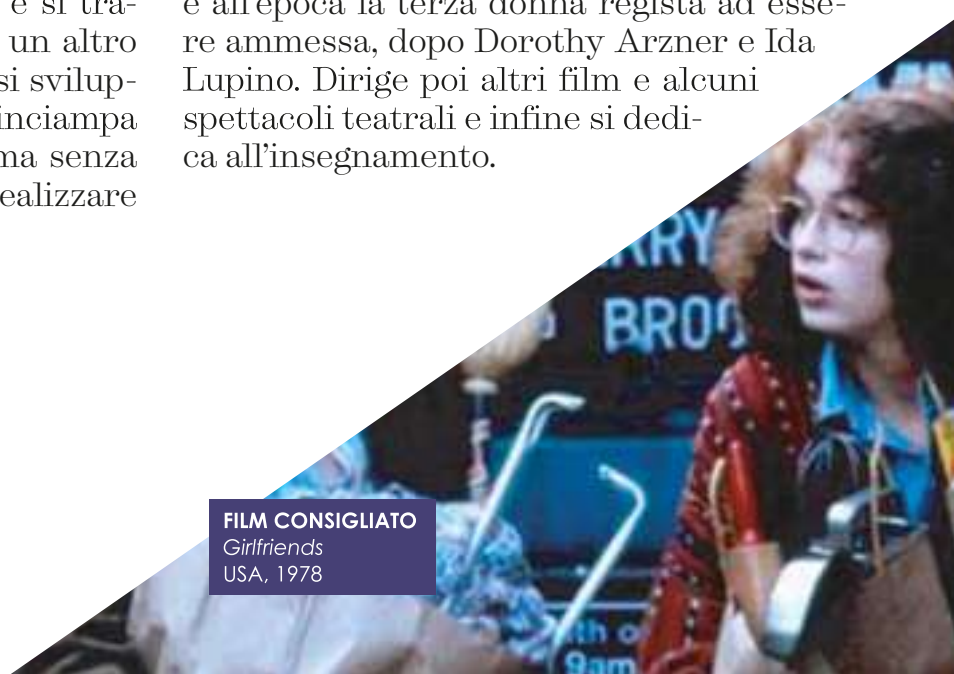 e si tra-
un altro
si svilup-
inciampa
ma senza
ealizzare
e all'epoca la terza donna regista ad esse-
re ammessa, dopo Dorothy Arzner e Ida
Lupino. Dirige poi altri film e alcuni
spettacoli teatrali e infine si dedi-
ca all'insegnamento.
RRY
BROO
FILM CONSIGLIATO
Girlfriends
USA, 1978
th
9am